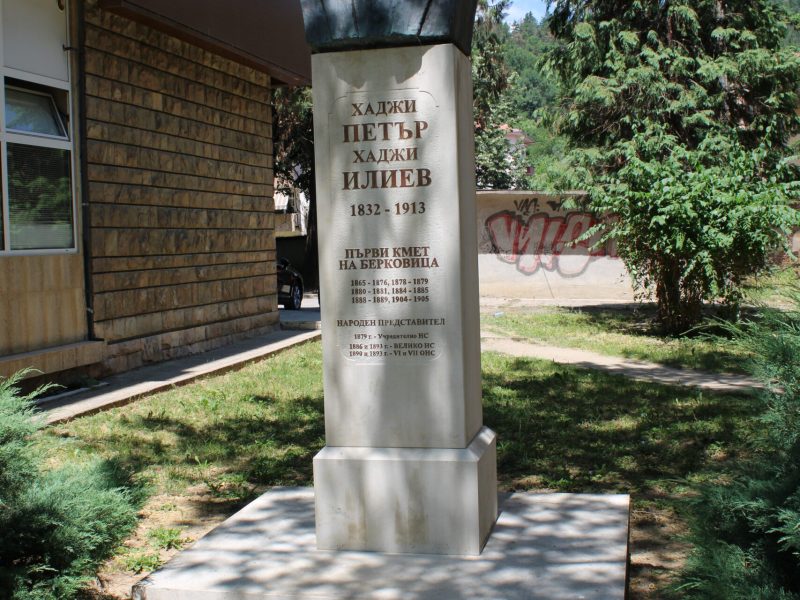 ХАДЖИ
ПЕТЪР
ХАДЖИ
ИЛИЕВ
1832 - 1913
ПЪРВИ КМЕТ
НА БЕРКОВИЦА
1865 - 1876, 1878 - 1879
1880 - 1881, 1884 - 1885
1888 - 1889, 1904 - 1905
НАРОДЕН ПРЕДСТАВИТЕЛ
1879 г. - Учредително НС
1886 и 1893 г. - ВЕЛИКО НС
1890 и 1893 г. - VI и VII ОНС